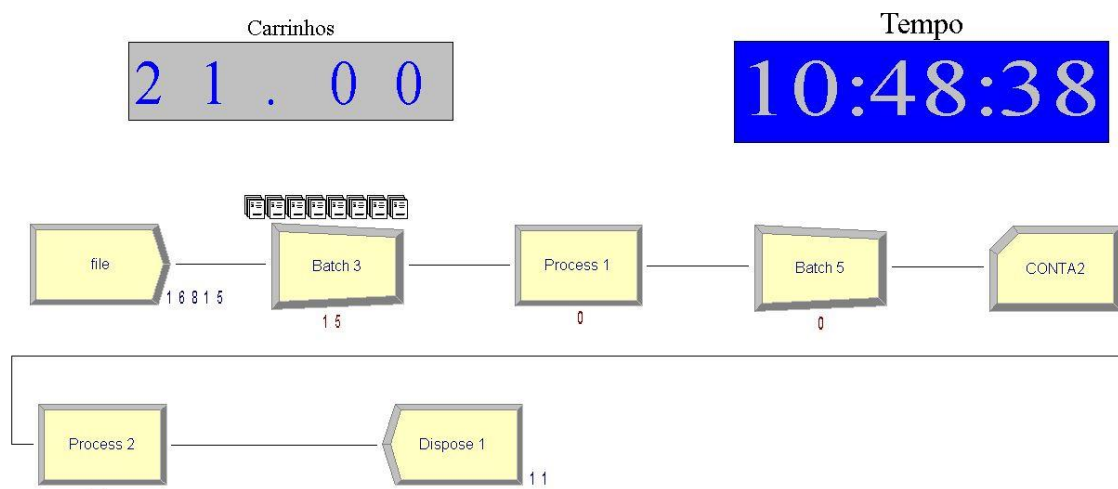 Carrinhos
Tempo
21.00
10:48:38
file
Batch 3
Process 1
Batch 5
CONTA2
16815
15
0
0
Process 2
Dispose 1
11